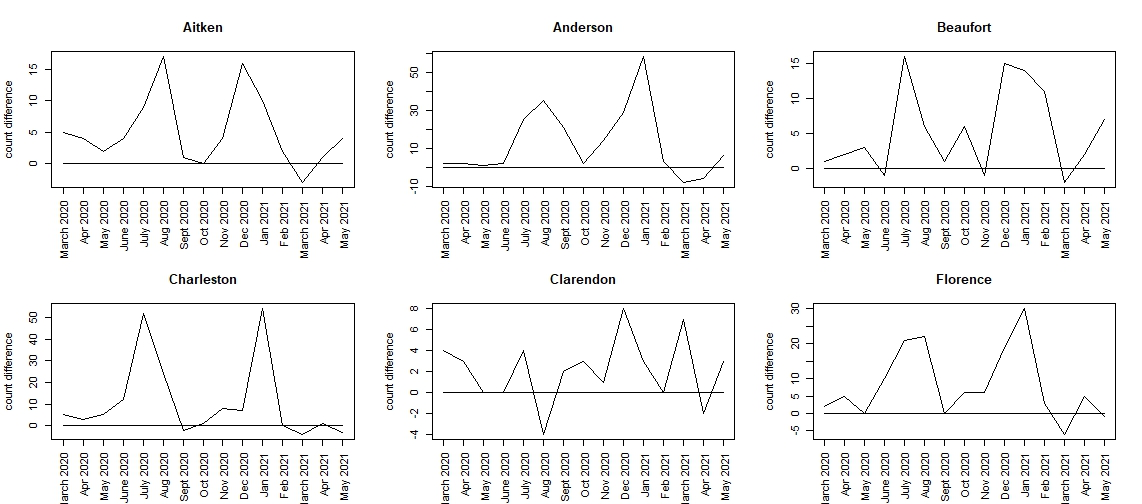 Aitken
count difference
15
10
5
0
March 2020
Apr 2020
May 2020
June 2020
July 2020
Aug 2020
Sept 2020
Oct 2020
Nov 2020
Dec 2020
Jan 2021
Feb 2021
March 2021
Apr 2021
May 2021
Anderson
count difference
50
30
10
-10
March 2020
Apr 2020
May 2020
June 2020
July 2020
Aug 2020
Sept 2020
Oct 2020
Nov 2020
Dec 2020
Jan 2021
Feb 2021
March 2021
Apr 2021
May 2021
Beaufort
count difference
15
10
5
0
March 2020
Apr 2020
May 2020
June 2020
July 2020
Aug 2020
Sept 2020
Oct 2020
Nov 2020
Dec 2020
Jan 2021
Feb 2021
March 2021
Apr 2021
May 2021
Charleston
count difference
50
40
30
20
10
0
March 2020
Apr 2020
May 2020
June 2020
July 2020
Aug 2020
Sept 2020
Oct 2020
Nov 2020
Dec 2020
Jan 2021
Feb 2021
March 2021
Apr 2021
May 2021
Clarendon
count difference
8
6
4
2
0
-2
-4
March 2020
Apr 2020
May 2020
June 2020
July 2020
Aug 2020
Sept 2020
Oct 2020
Nov 2020
Dec 2020
Jan 2021
Feb 2021
March 2021
Apr 2021
May 2021
Florence
count difference
30
20
10
5
0
-5
March 2020
Apr 2020
May 2020
June 2020
July 2020
Aug 2020
Sept 2020
Oct 2020
Nov 2020
Dec 2020
Jan 2021
Feb 2021
March 2021
Apr 2021
May 2021